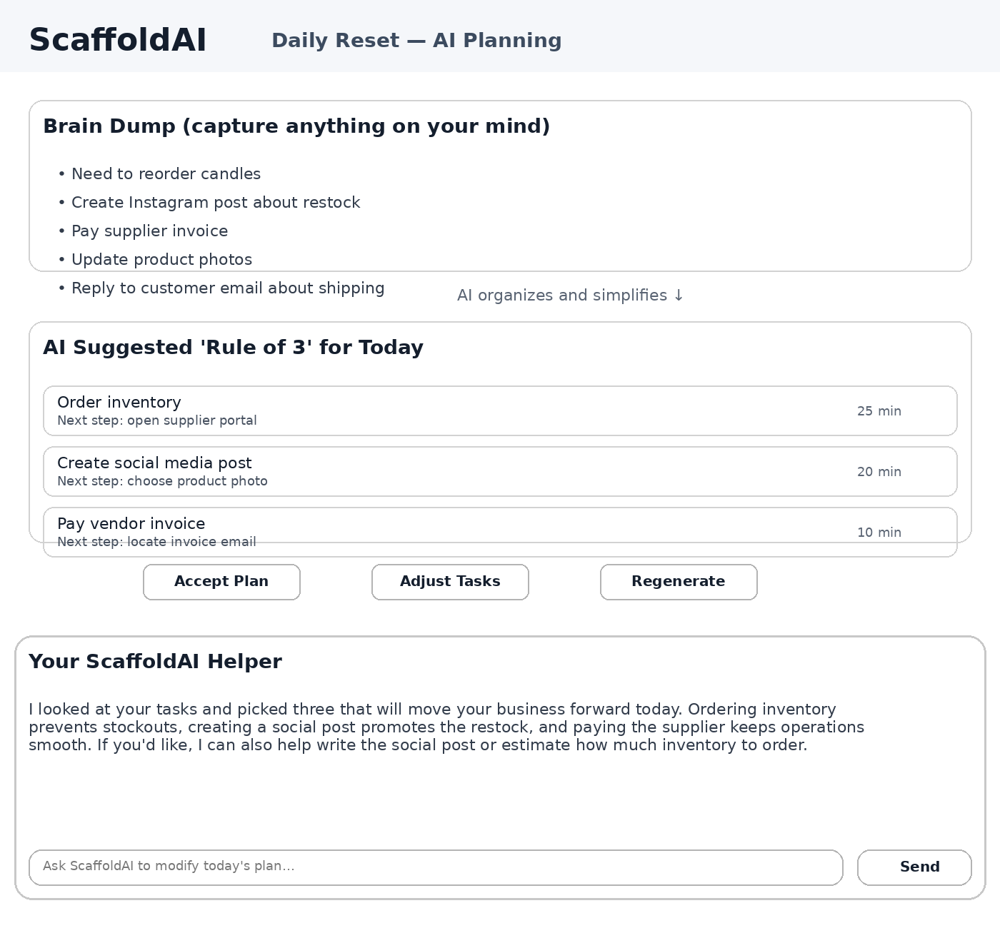 ScaffoldAI
Daily Reset — AI Planning
Brain Dump (capture anything on your mind)
• Need to reorder candles
• Create Instagram post about restock
• Pay supplier invoice
• Update product photos
• Reply to customer email about shipping
AI organizes and simplifies ↓
AI Suggested 'Rule of 3' for Today
Order inventory
Next step: open supplier portal
25 min
Create social media post
Next step: choose product photo
20 min
Pay vendor invoice
Next step: locate invoice email
10 min
Accept Plan
Adjust Tasks
Regenerate
Your ScaffoldAI Helper
I looked at your tasks and picked three that will move your business forward today. Ordering inventory
prevents stockouts, creating a social post promotes the restock, and paying the supplier keeps operations
smooth. If you'd like, I can also help write the social post or estimate how much inventory to order.
Ask ScaffoldAI to modify today's plan...
Send